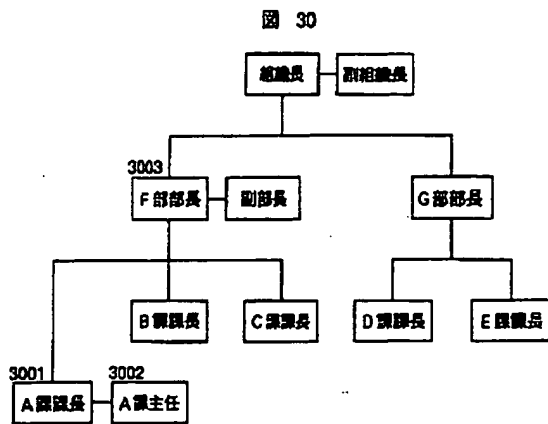 図 30
組織長
副組織長
3003
F部部長
副部長
G部部長
B課課長
C課課長
D課課長
E課課長
3001
3002
A課課長
A課主任